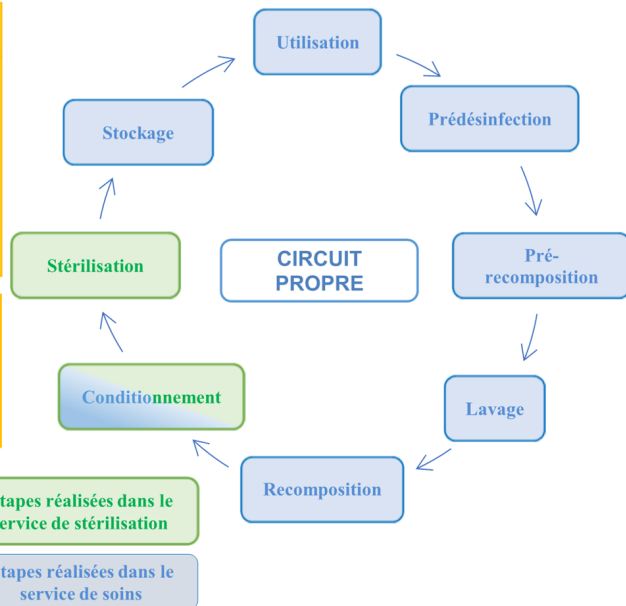 Utilisation
Stockage
Prédésinfection
Stérilisation
CIRCUIT
PROPRE
Pré-
recomposition
Conditionnement
Lavage
Recomposition
tapes réalisées dans le
ervice de stérilisation
tapes réalisées dans le
service de soins